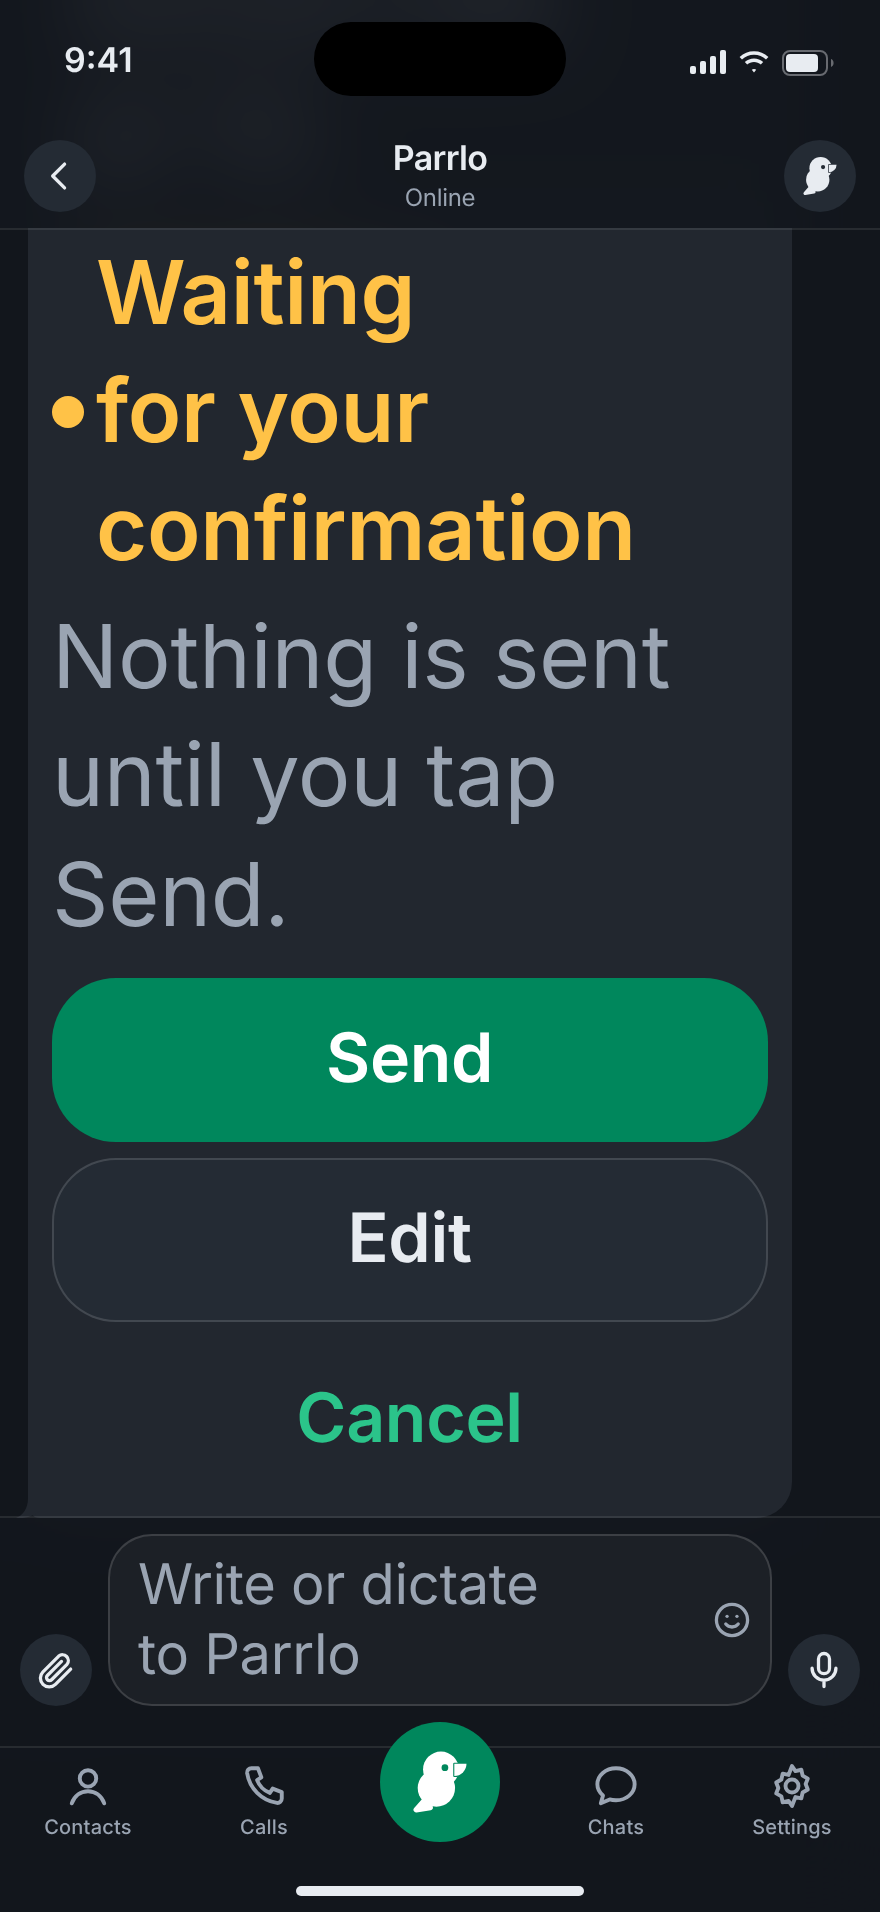 9:41
Parrlo
Online
Waiting
for your
confirmation
Nothing is sent
until you tap
Send.
Send
Edit
Cancel
Write or dictate
to Parrlo
Contacts
Calls
Chats
Settings